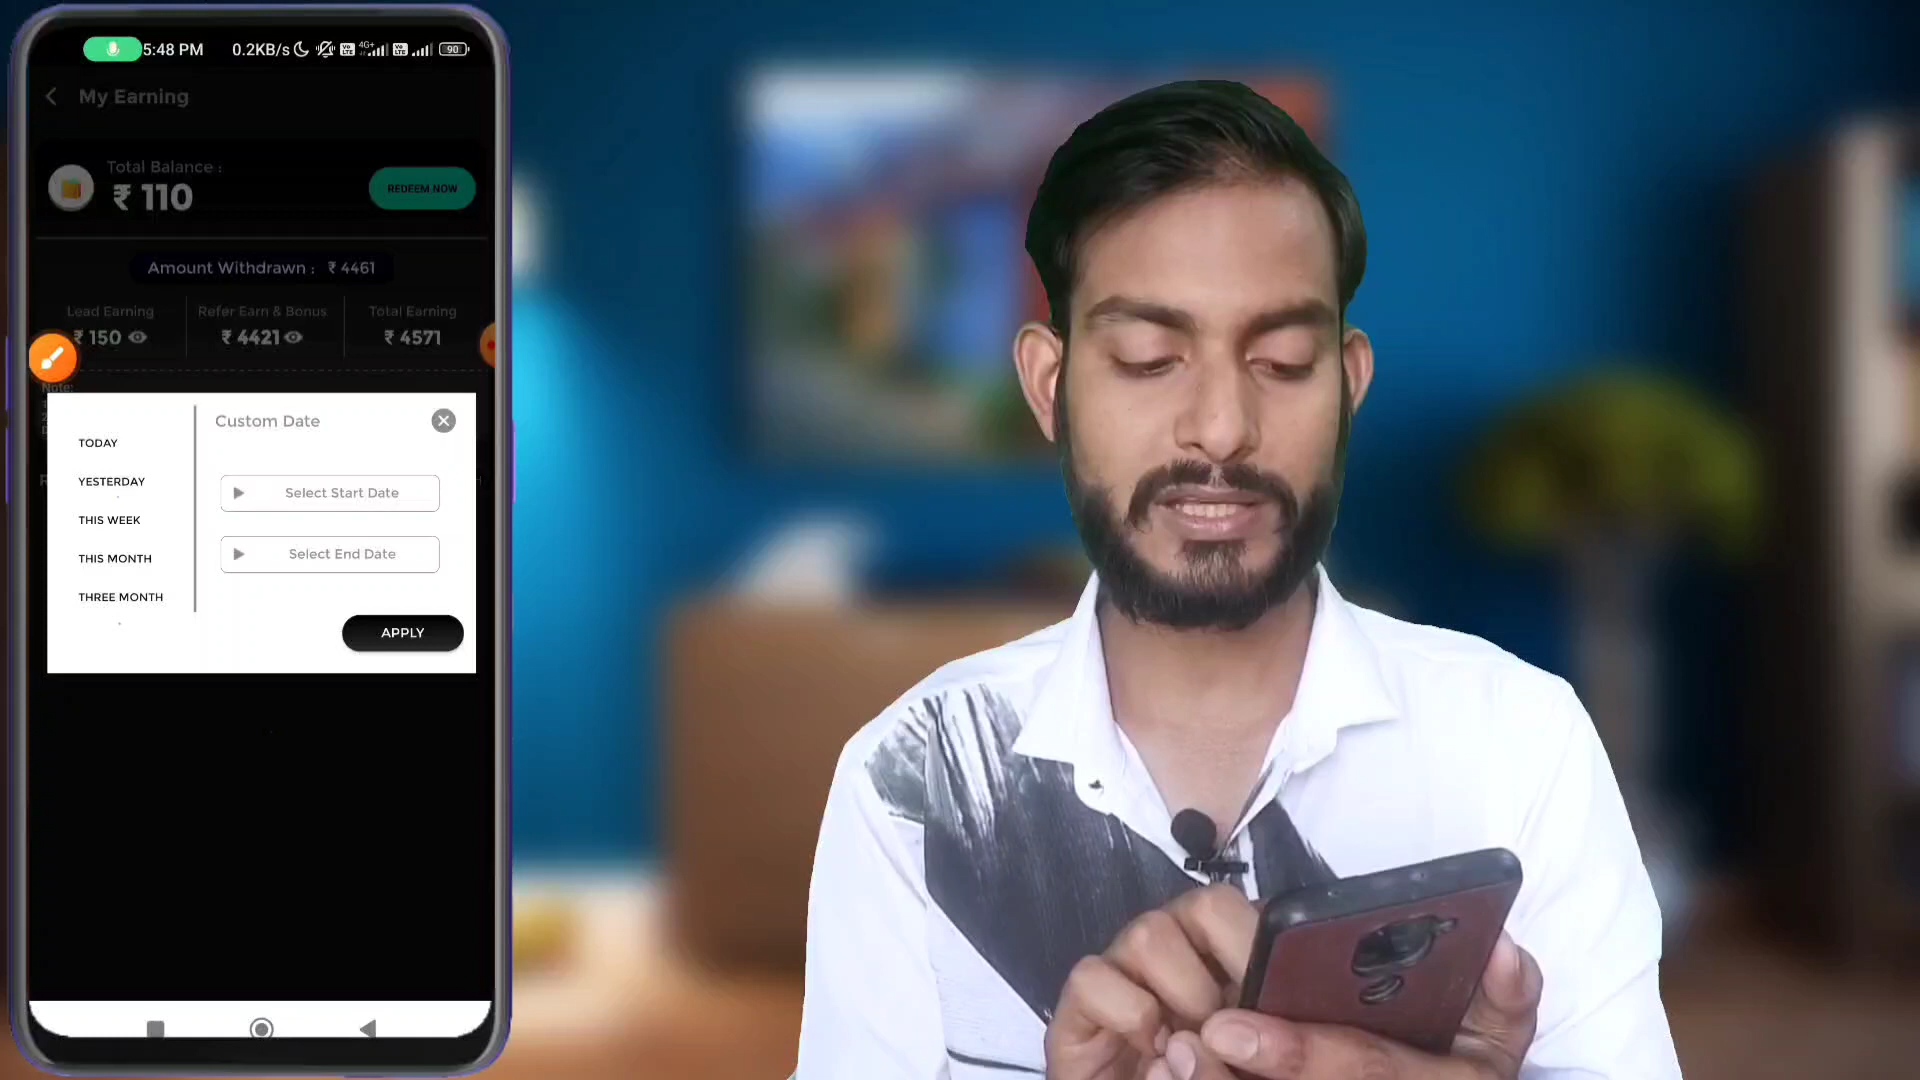 5:48 PM 0.2KB/s 4G+ 90
My Earning
Total Balance :
₹ 110
REDEEM NOW
Amount Withdrawn : ₹ 4461
Lead Earning Refer Earn & Bonus Total Earning
₹ 150 ₹ 4421 ₹ 4571
Note:
Custom Date
TODAY
YESTERDAY
Select Start Date
THIS WEEK
Select End Date
THIS MONTH
THREE MONTH
APPLY